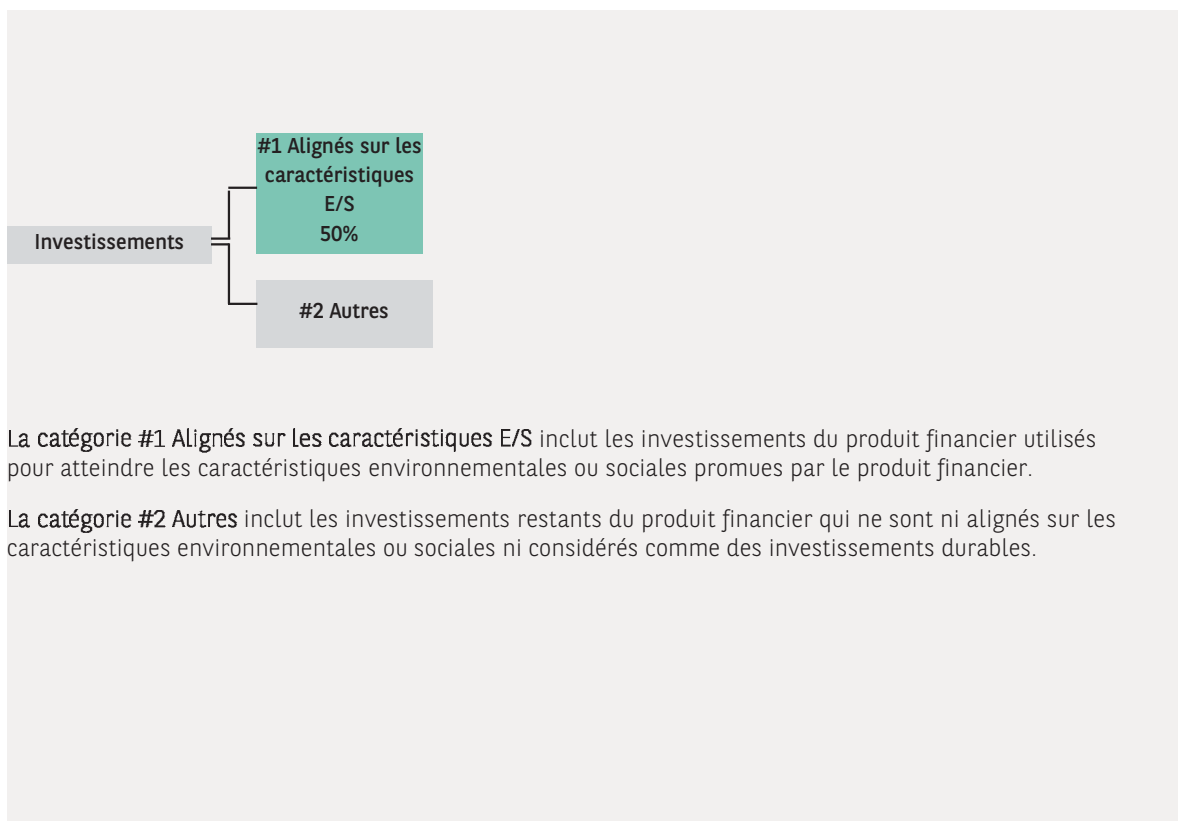 #1 Alignés sur les
caractéristiques
E/S
50%
Investissements
#2 Autres
La catégorie #1 Alignés sur les caractéristiques E/S inclut les investissements du produit financier utilisés
pour atteindre les caractéristiques environnementales ou sociales promues par le produit financier.
La catégorie #2 Autres inclut les investissements restants du produit financier qui ne sont ni alignés sur les
caractéristiques environnementales ou sociales ni considérés comme des investissements durables.